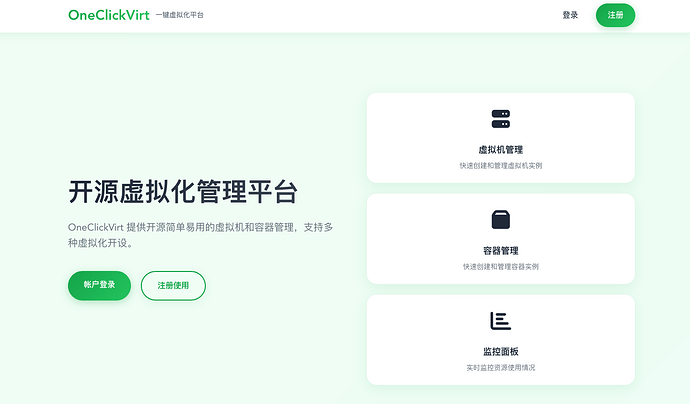 OneClickVirt 一键虚拟化平台
登录
注册
开源虚拟化管理平台
OneClickVirt 提供开源简单易用的虚拟机和容器管理，支持多
种虚拟化开设。
帐户登录
注册使用
虚拟机管理
快速创建和管理虚拟机实例
容器管理
快速创建和管理容器实例
监控面板
实时监控资源使用情况